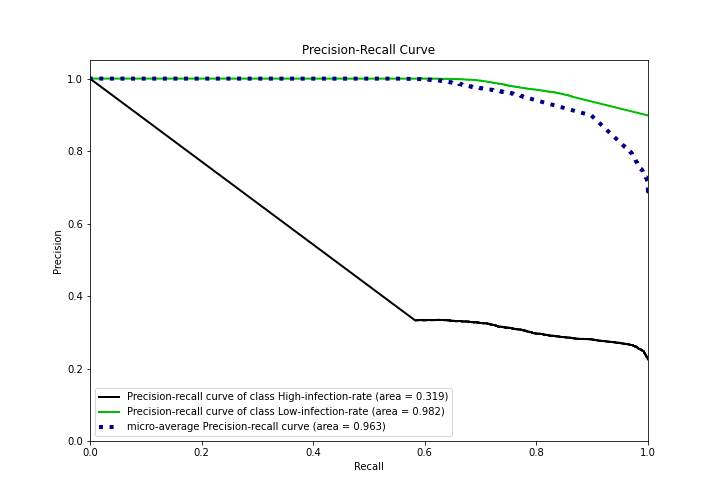 Precision-Recall Curve
1.0
0.8
0.6
0.4
0.2
0.0
Precision
Precision-recall curve of class High-infection-rate (area = 0.319)
Precision-recall curve of class Low-infection-rate (area = 0.982)
micro-average Precision-recall curve (area = 0.963)
0.0 0.2 0.4 0.6 0.8 1.0
Recall